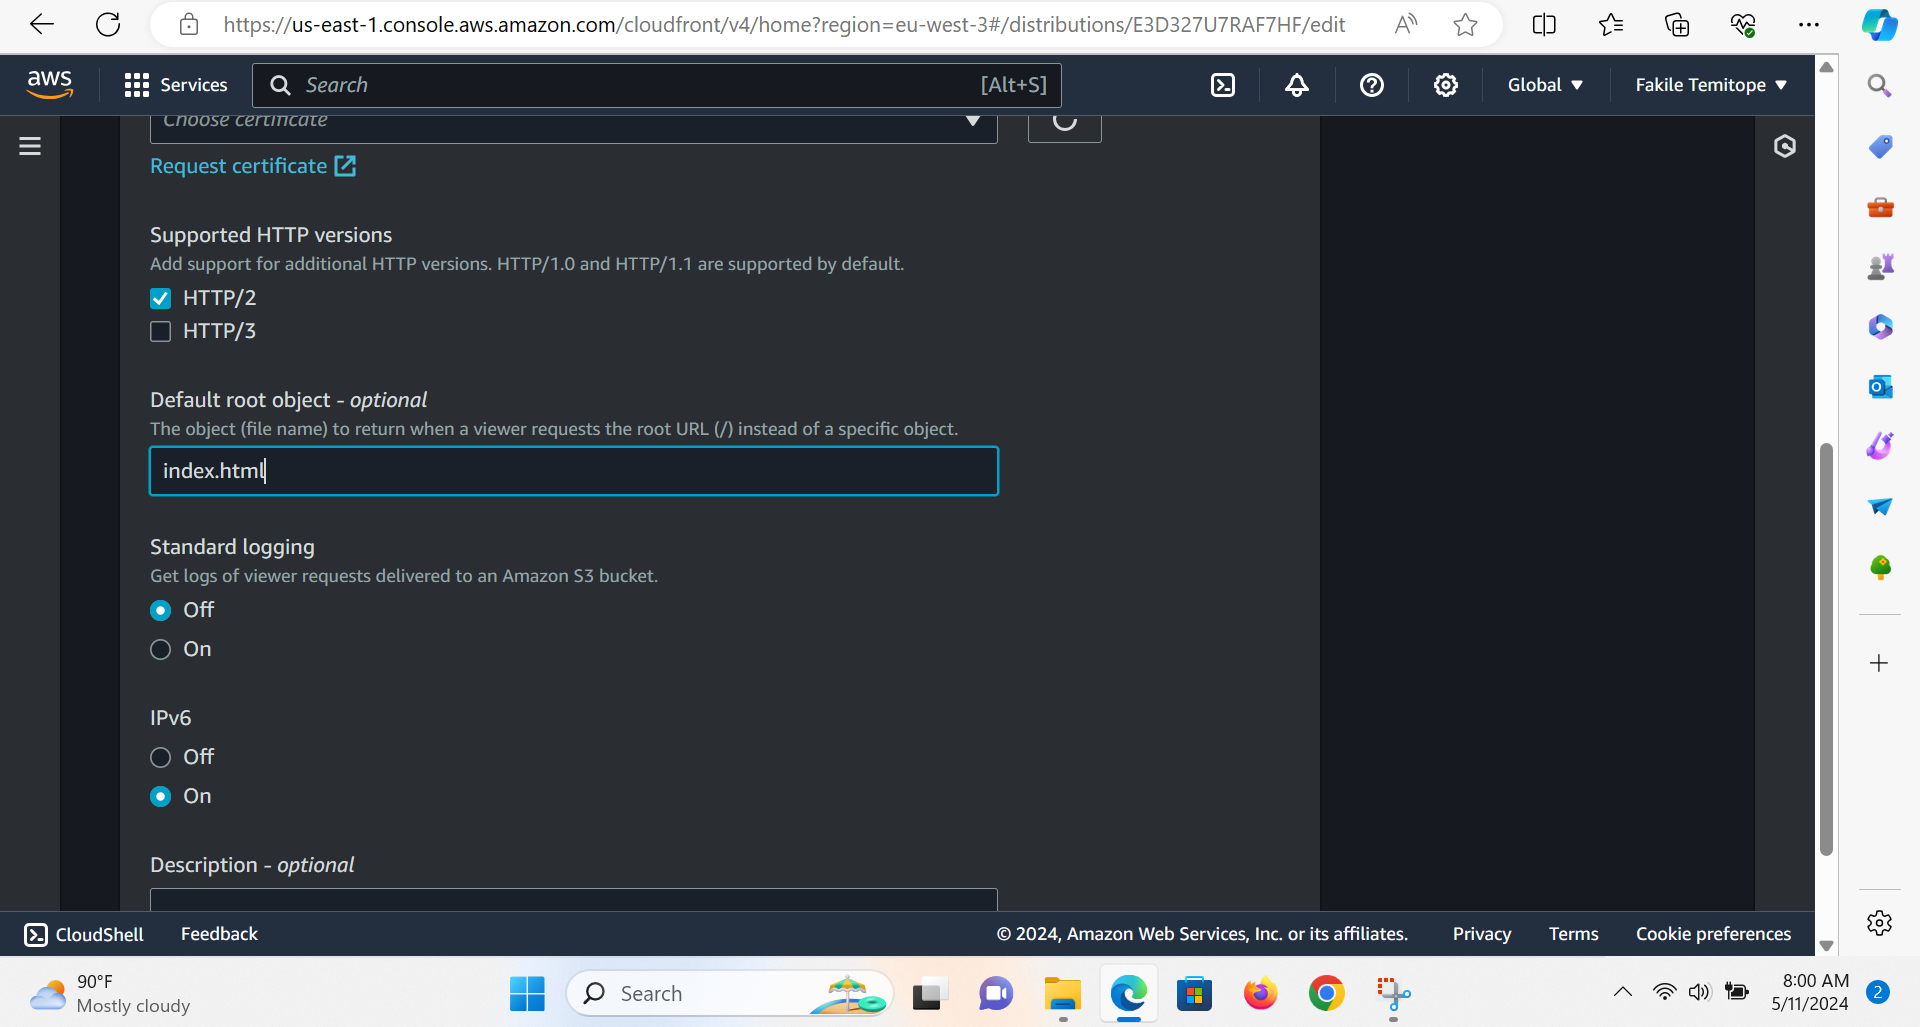 https://us-east-1.console.aws.amazon.com/cloudfront/v4/home?region=eu-west-3#/distributions/E3D327U7RAF7HF/edit
aws
Services
Search
[Alt+S]
Global
Fakile Temitope
Choose certificate
Request certificate
Supported HTTP versions
Add support for additional HTTP versions. HTTP/1.0 and HTTP/1.1 are supported by default.
HTTP/2
HTTP/3
Default root object - optional
The object (file name) to return when a viewer requests the root URL (/) instead of a specific object.
index.html
Standard logging
Get logs of viewer requests delivered to an Amazon S3 bucket.
Off
On
IPv6
Off
On
Description - optional
CloudShell
Feedback
© 2024, Amazon Web Services, Inc. or its affiliates.
Privacy
Terms
Cookie preferences
90°F
Mostly cloudy
Search
8:00 AM
5/11/2024
2